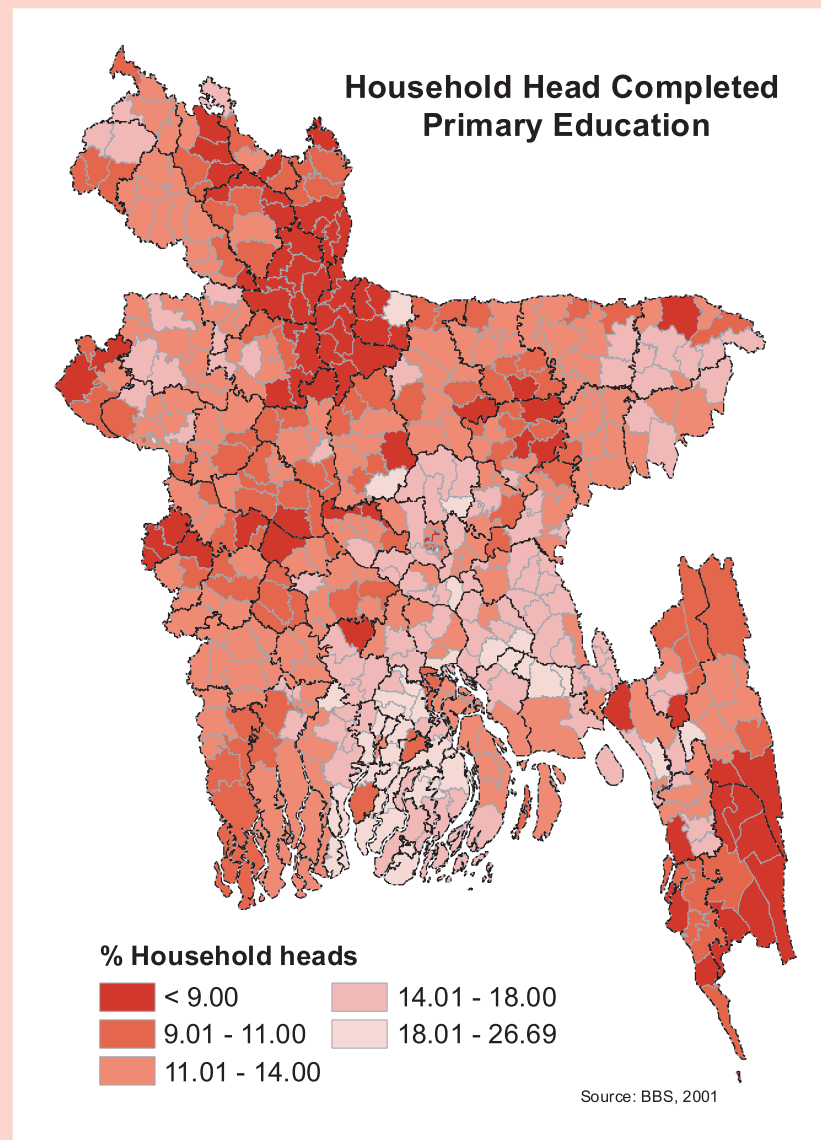 Household Head Completed
Primary Education
% Household heads
< 9.00
9.01 - 11.00
11.01 - 14.00
14.01 - 18.00
18.01 - 26.69
Source: BBS, 2001